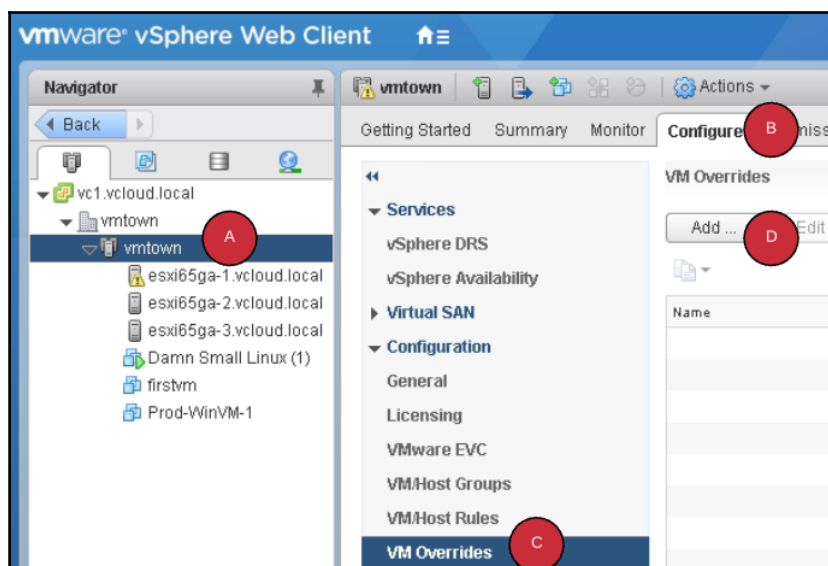 vmware® vSphere Web Client
Navigator
Back
vc1.vcloud.local
vmtown
vmtown
A
esxi65ga-1.vcloud.local
esxi65ga-2.vcloud.local
esxi65ga-3.vcloud.local
Damn Small Linux (1)
firstvm
Prod-WinVM-1
vmtown Actions
Getting Started Summary Monitor Configure B
Services
vSphere DRS
vSphere Availability
Virtual SAN
Configuration
General
Licensing
VMware EVC
VM/Host Groups
VM/Host Rules
VM Overrides C
VM Overrides
Add ... D Edit
Name